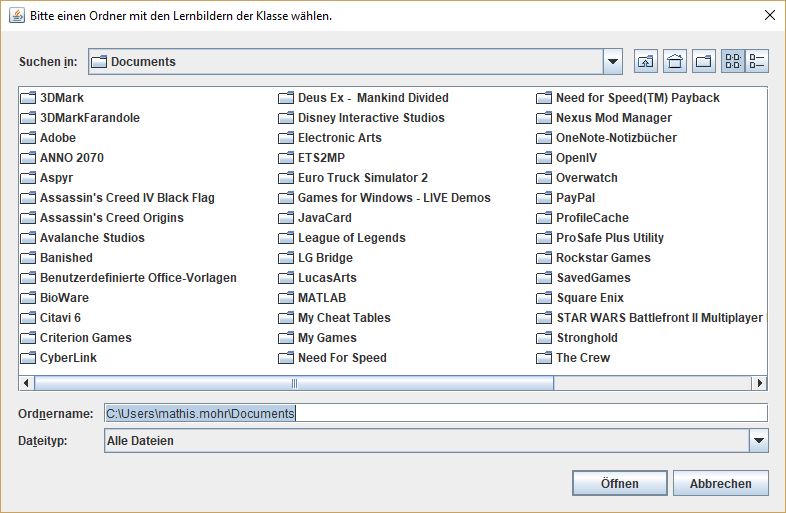 Bitte einen Ordner mit den Lernbildern der Klasse wählen.
Suchen in: Documents
3DMark
3DMarkFarandole
Adobe
ANNO 2070
Aspyr
Assassin's Creed IV Black Flag
Assassin's Creed Origins
Avalanche Studios
Banished
Benutzerdefinierte Office-Vorlagen
BioWare
Citavi 6
Criterion Games
CyberLink
Deus Ex - Mankind Divided
Disney Interactive Studios
Electronic Arts
ETS2MP
Euro Truck Simulator 2
Games for Windows - LIVE Demos
JavaCard
League of Legends
LG Bridge
LucasArts
MATLAB
My Cheat Tables
My Games
Need For Speed
Need for Speed(TM) Payback
Nexus Mod Manager
OneNote-Notizbücher
OpenIV
Overwatch
PayPal
ProfileCache
ProSafe Plus Utility
Rockstar Games
SavedGames
Square Enix
STAR WARS Battlefront II Multiplayer
Stronghold
The Crew
Ordnername: C:\Users\mathis.mohr\Documents
Dateityp: Alle Dateien
Öffnen Abbrechen